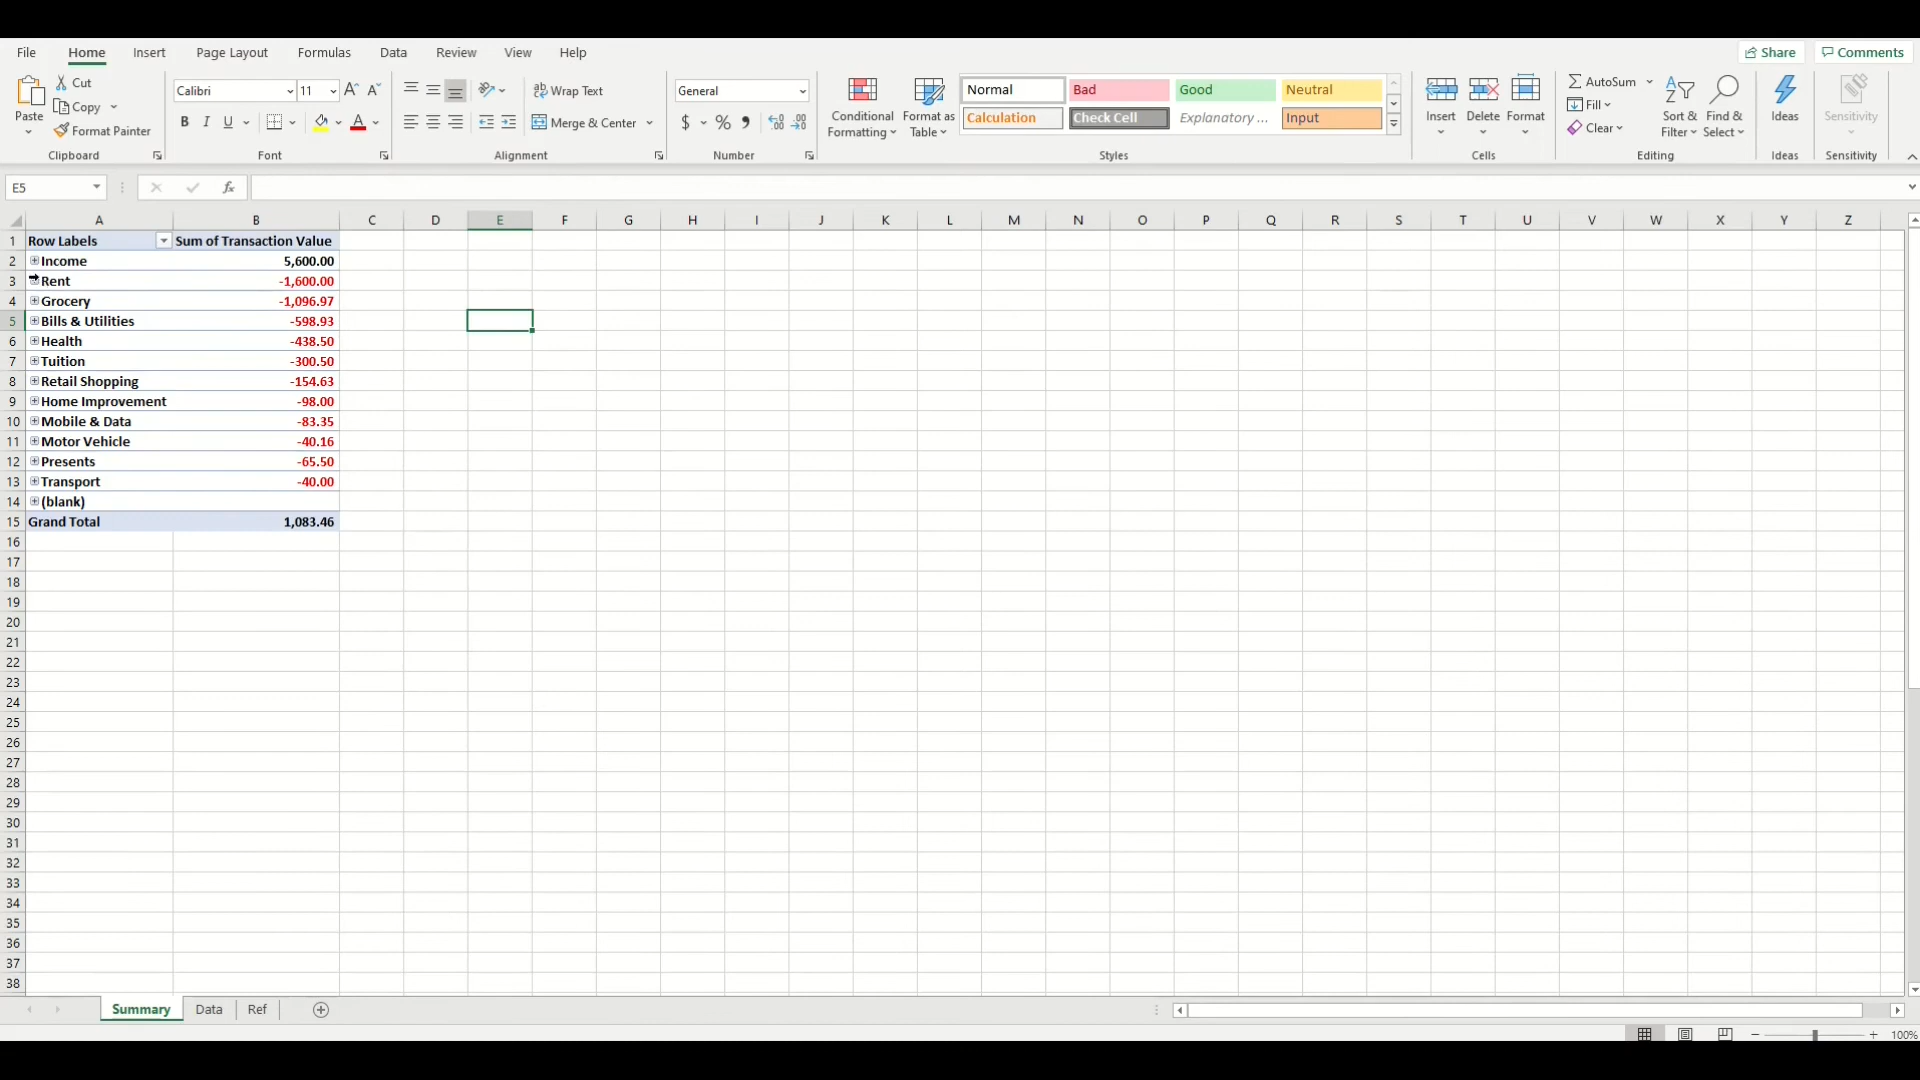 File Home Insert Page Layout Formulas Data Review View Help Share Comments
Cut
Copy
Format Painter
Paste
Clipboard
Calibri 11
B I U
Font
Wrap Text
Merge & Center
Alignment
General
$ % ,
Number
Conditional Formatting
Format as Table
Normal Bad Good Neutral
Calculation Check Cell Explanatory ... Input
Styles
Insert Delete Format
Cells
AutoSum
Fill
Clear
Sort & Filter
Find & Select
Editing
Ideas
Ideas
Sensitivity
Sensitivity
E5 fx
A B C D E F G H I J K L M N O P Q R S T U V W X Y Z
1 Row Labels Sum of Transaction Value
2 Income 5,600.00
3 Rent -1,600.00
4 Grocery -1,096.97
5 Bills & Utilities -598.93
6 Health -438.50
7 Tuition -300.50
8 Retail Shopping -154.63
9 Home Improvement -98.00
10 Mobile & Data -83.35
11 Motor Vehicle -40.16
12 Presents -65.50
13 Transport -40.00
14 (blank)
15 Grand Total 1,083.46
16
17
18
19
20
21
22
23
24
25
26
27
28
29
30
31
32
33
34
35
36
37
38
Summary Data Ref
100%